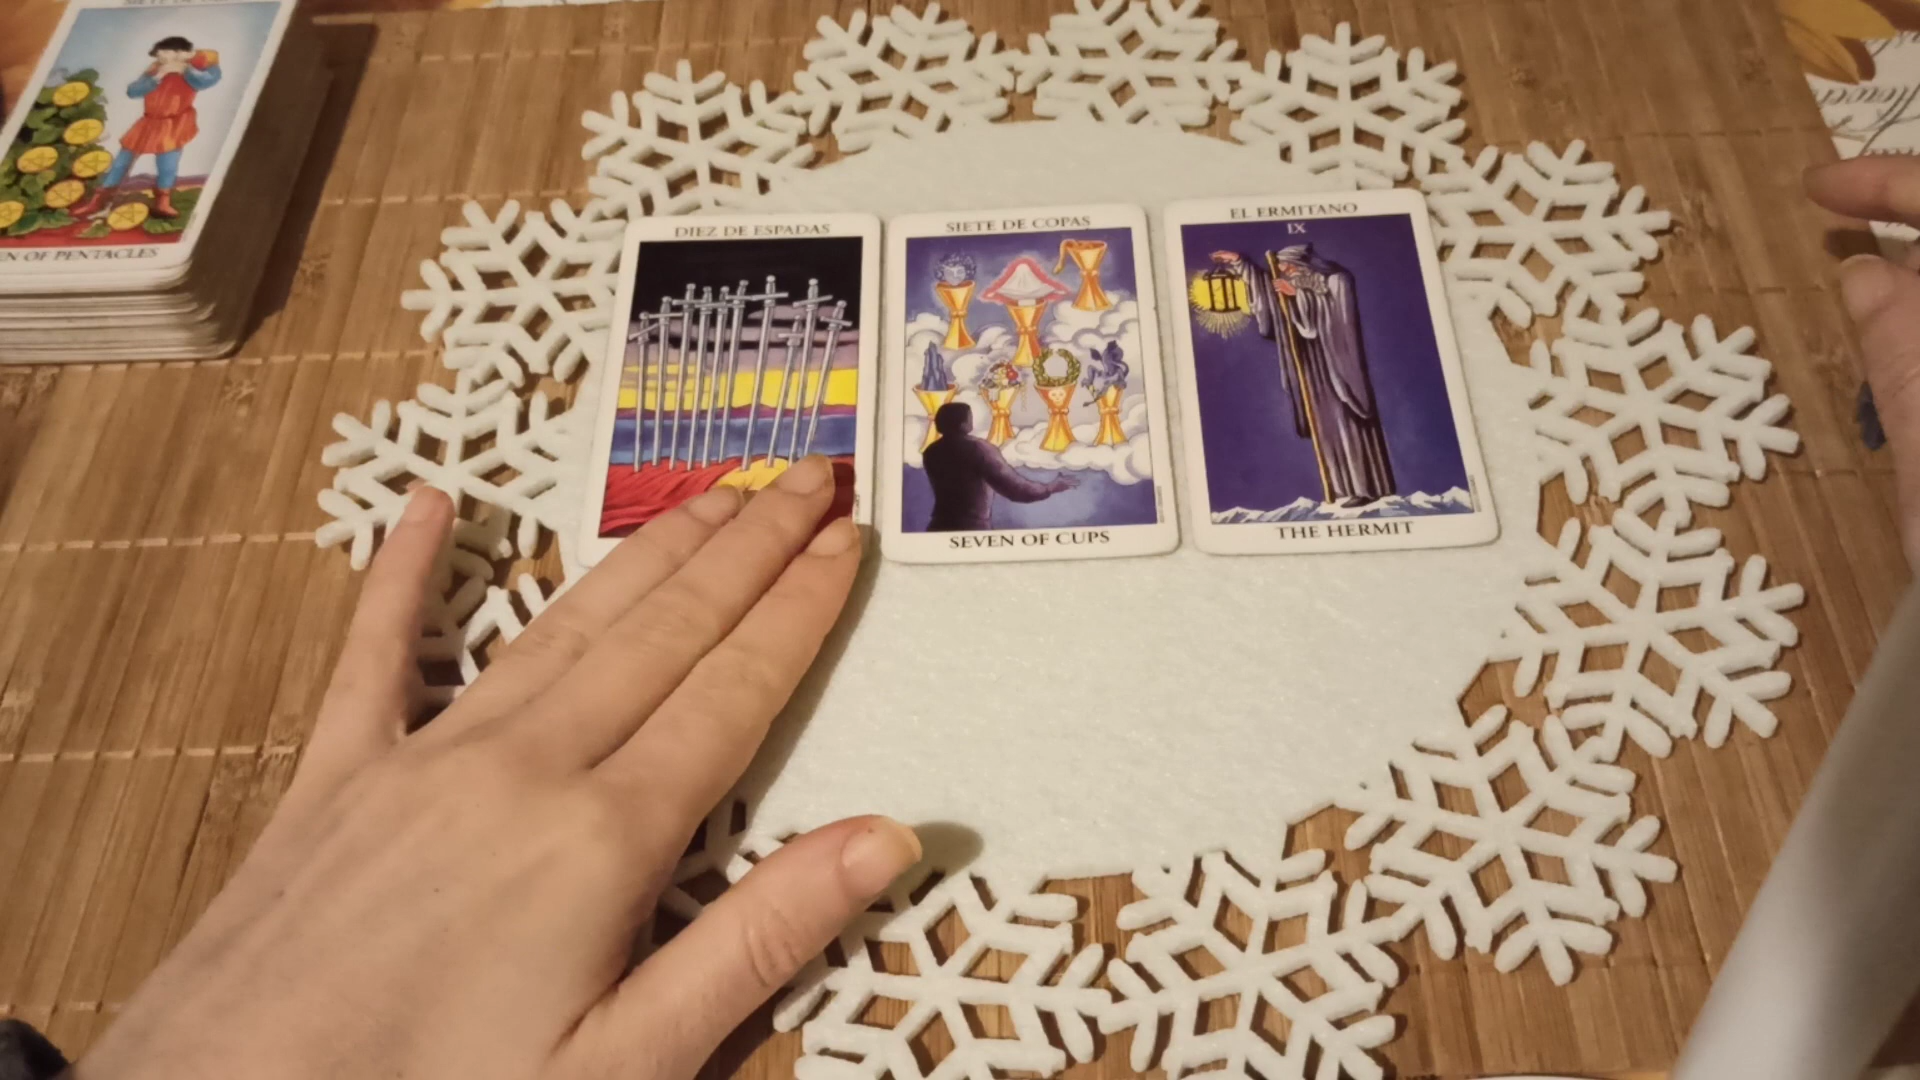 EN OF PENTACLES
DIEZ DE ESPADAS
SIETE DE COPAS
SEVEN OF CUPS
EL ERMITANO
IX
THE HERMIT